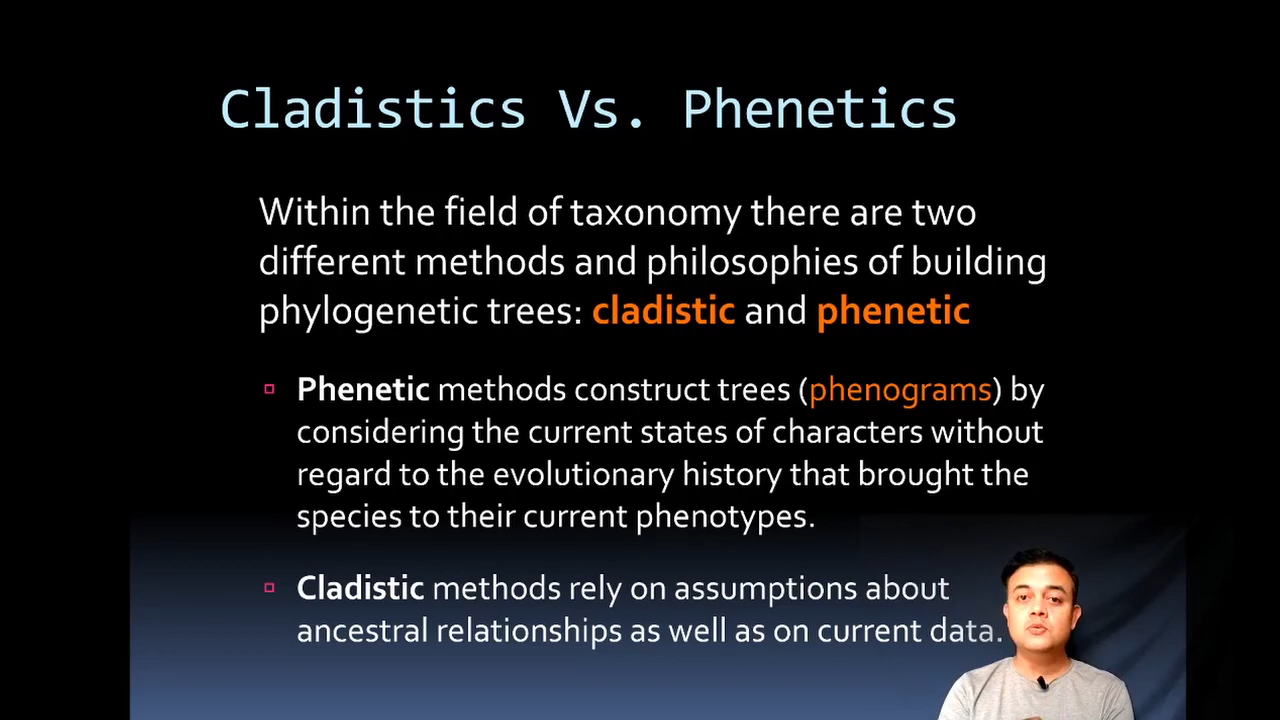 Cladistics Vs. Phenetics
Within the field of taxonomy there are two
different methods and philosophies of building
phylogenetic trees: cladistic and phenetic
Phenetic methods construct trees (phenograms) by
considering the current states of characters without
regard to the evolutionary history that brought the
species to their current phenotypes.
Cladistic methods rely on assumptions about
ancestral relationships as well as on current data.